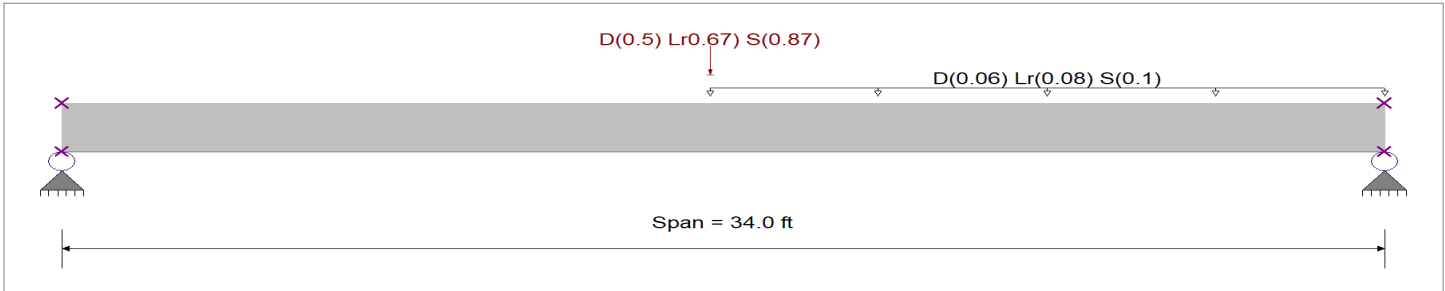 D(0.5) Lr0.67) S(0.87)
D(0.06) Lr(0.08) S(0.1)
Span = 34.0 ft